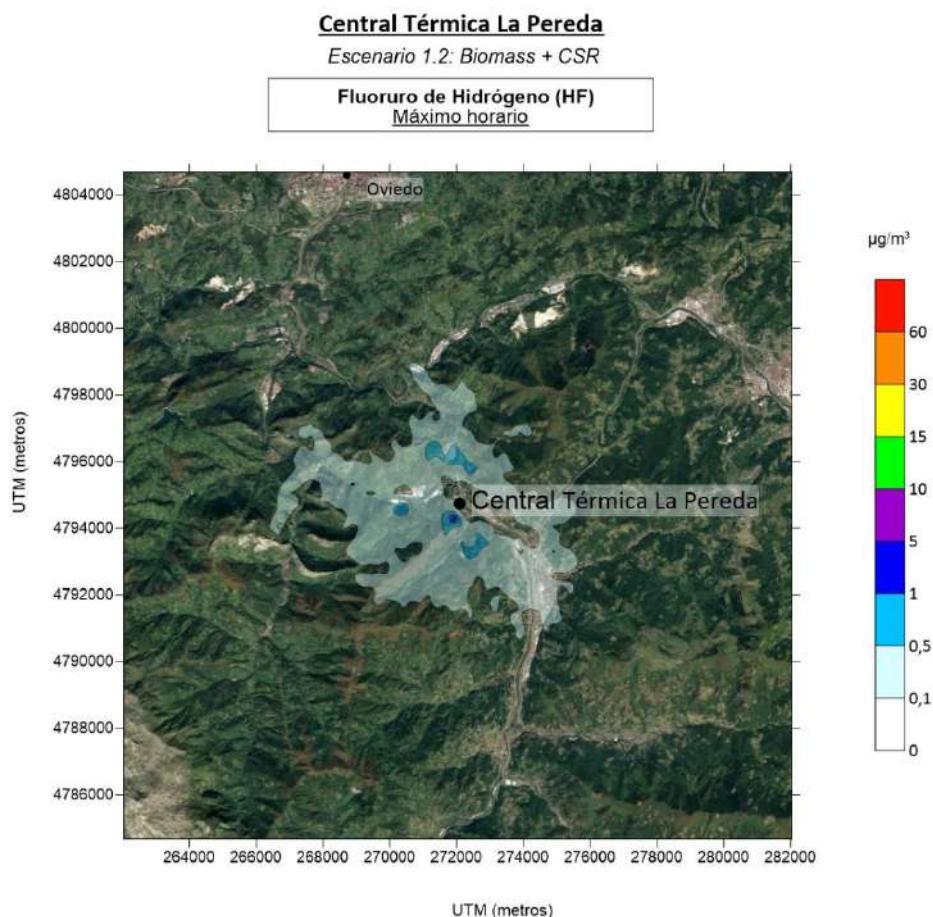 Central Térmica La Pereda
Escenario 1.2: Biomass + CSR
Fluoruro de Hidrógeno (HF)
Máximo horario
Oviedo
Central Térmica La Pereda
UTM (metros)
4804000
4802000
4800000
4798000
4796000
4794000
4792000
4790000
4788000
4786000
264000 266000 268000 270000 272000 274000 276000 278000 280000 282000
UTM (metros)
µg/m³
60
30
15
10
5
1
0,5
0,1
0